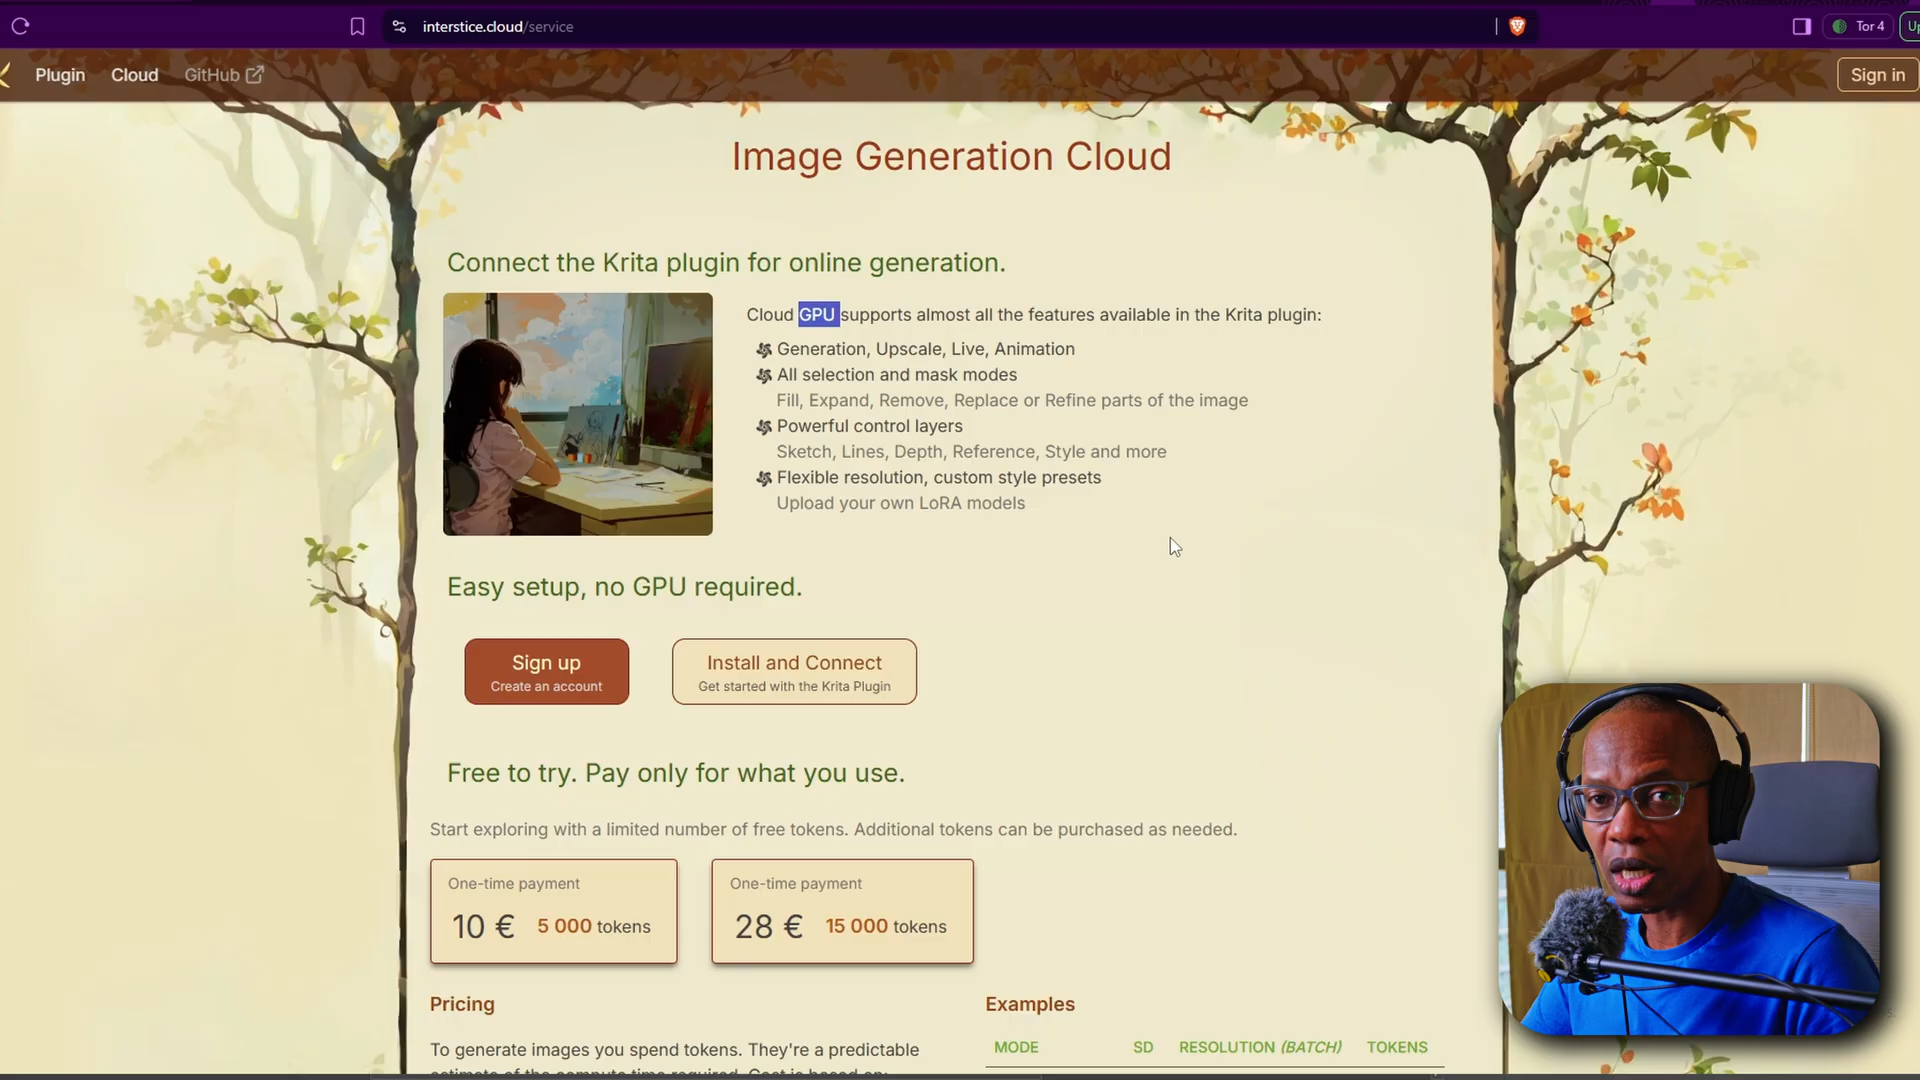 interstice.cloud/service
Tor 4
Plugin
Cloud
GitHub
Sign in
Image Generation Cloud
Connect the Krita plugin for online generation.
Cloud GPU supports almost all the features available in the Krita plugin:
Generation, Upscale, Live, Animation
All selection and mask modes
Fill, Expand, Remove, Replace or Refine parts of the image
Powerful control layers
Sketch, Lines, Depth, Reference, Style and more
Flexible resolution, custom style presets
Upload your own LoRA models
Easy setup, no GPU required.
Sign up
Create an account
Install and Connect
Get started with the Krita Plugin
Free to try. Pay only for what you use.
Start exploring with a limited number of free tokens. Additional tokens can be purchased as needed.
One-time payment
10 € 5 000 tokens
One-time payment
28 € 15 000 tokens
Pricing
To generate images you spend tokens. They're a predictable
Examples
MODE SD RESOLUTION (BATCH) TOKENS